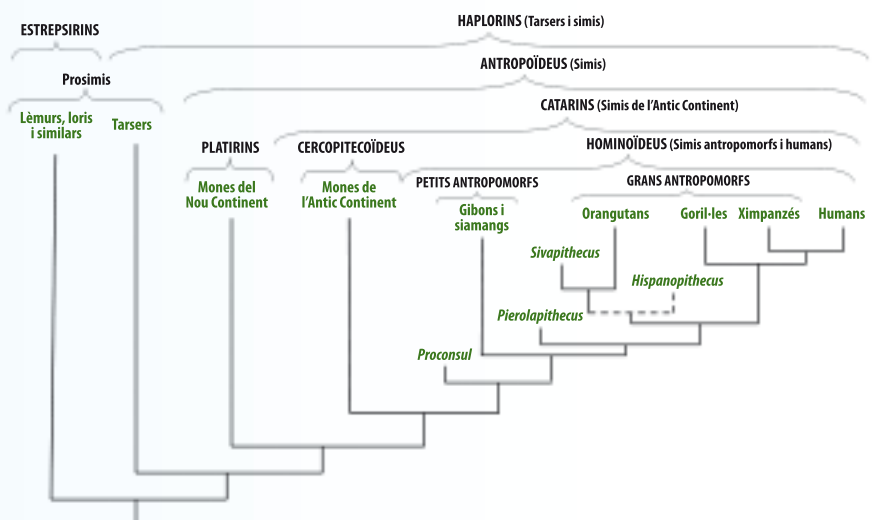 HAPLORINS (Tarsers i simis)
ESTREPSIRINS
ANTROPOÏDEUS (Simis)
Prosimis
CATARINS (Simis de l'Antic Continent)
Lèmurs, loris
i similars
Tarsers
PLATIRINS
CERCOPITECOÏDEUS
HOMINOÏDEUS (Simis antropomorfs i humans)
Mones del
Nou Continent
Mones de
l'Antic Continent
PETITS ANTROPOMORFS
GRANS ANTROPOMORFS
Gibons i
siamangs
Orangutans
Goril·les
Ximpanzés
Humans
Sivapithecus
Hispanopithecus
Pierolapithecus
Proconsul